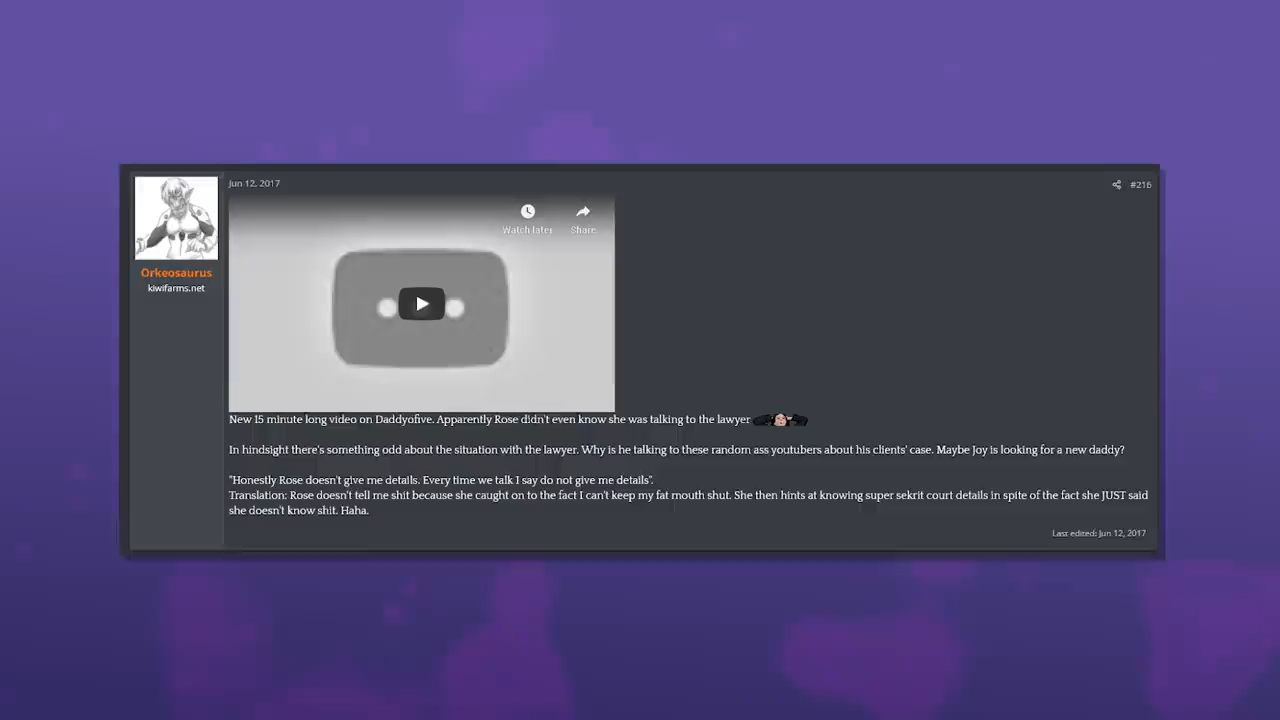 Jun 12, 2017
#216
Orkeosaurus
kiwifarms.net
Watch later
Share
New 15 minute long video on Daddyofive. Apparently Rose didn't even know she was talking to the lawyer
In hindsight there's something odd about the situation with the lawyer. Why is he talking to these random ass youtubers about his clients' case. Maybe Joy is looking for a new daddy?
"Honestly Rose doesn't give me details. Every time we talk I say do not give me details".
Translation: Rose doesn't tell me shit because she caught on to the fact I can't keep my fat mouth shut. She then hints at knowing super sekrit court details in spite of the fact she JUST said
she doesn't know shit. Haha.
Last edited: Jun 12, 2017